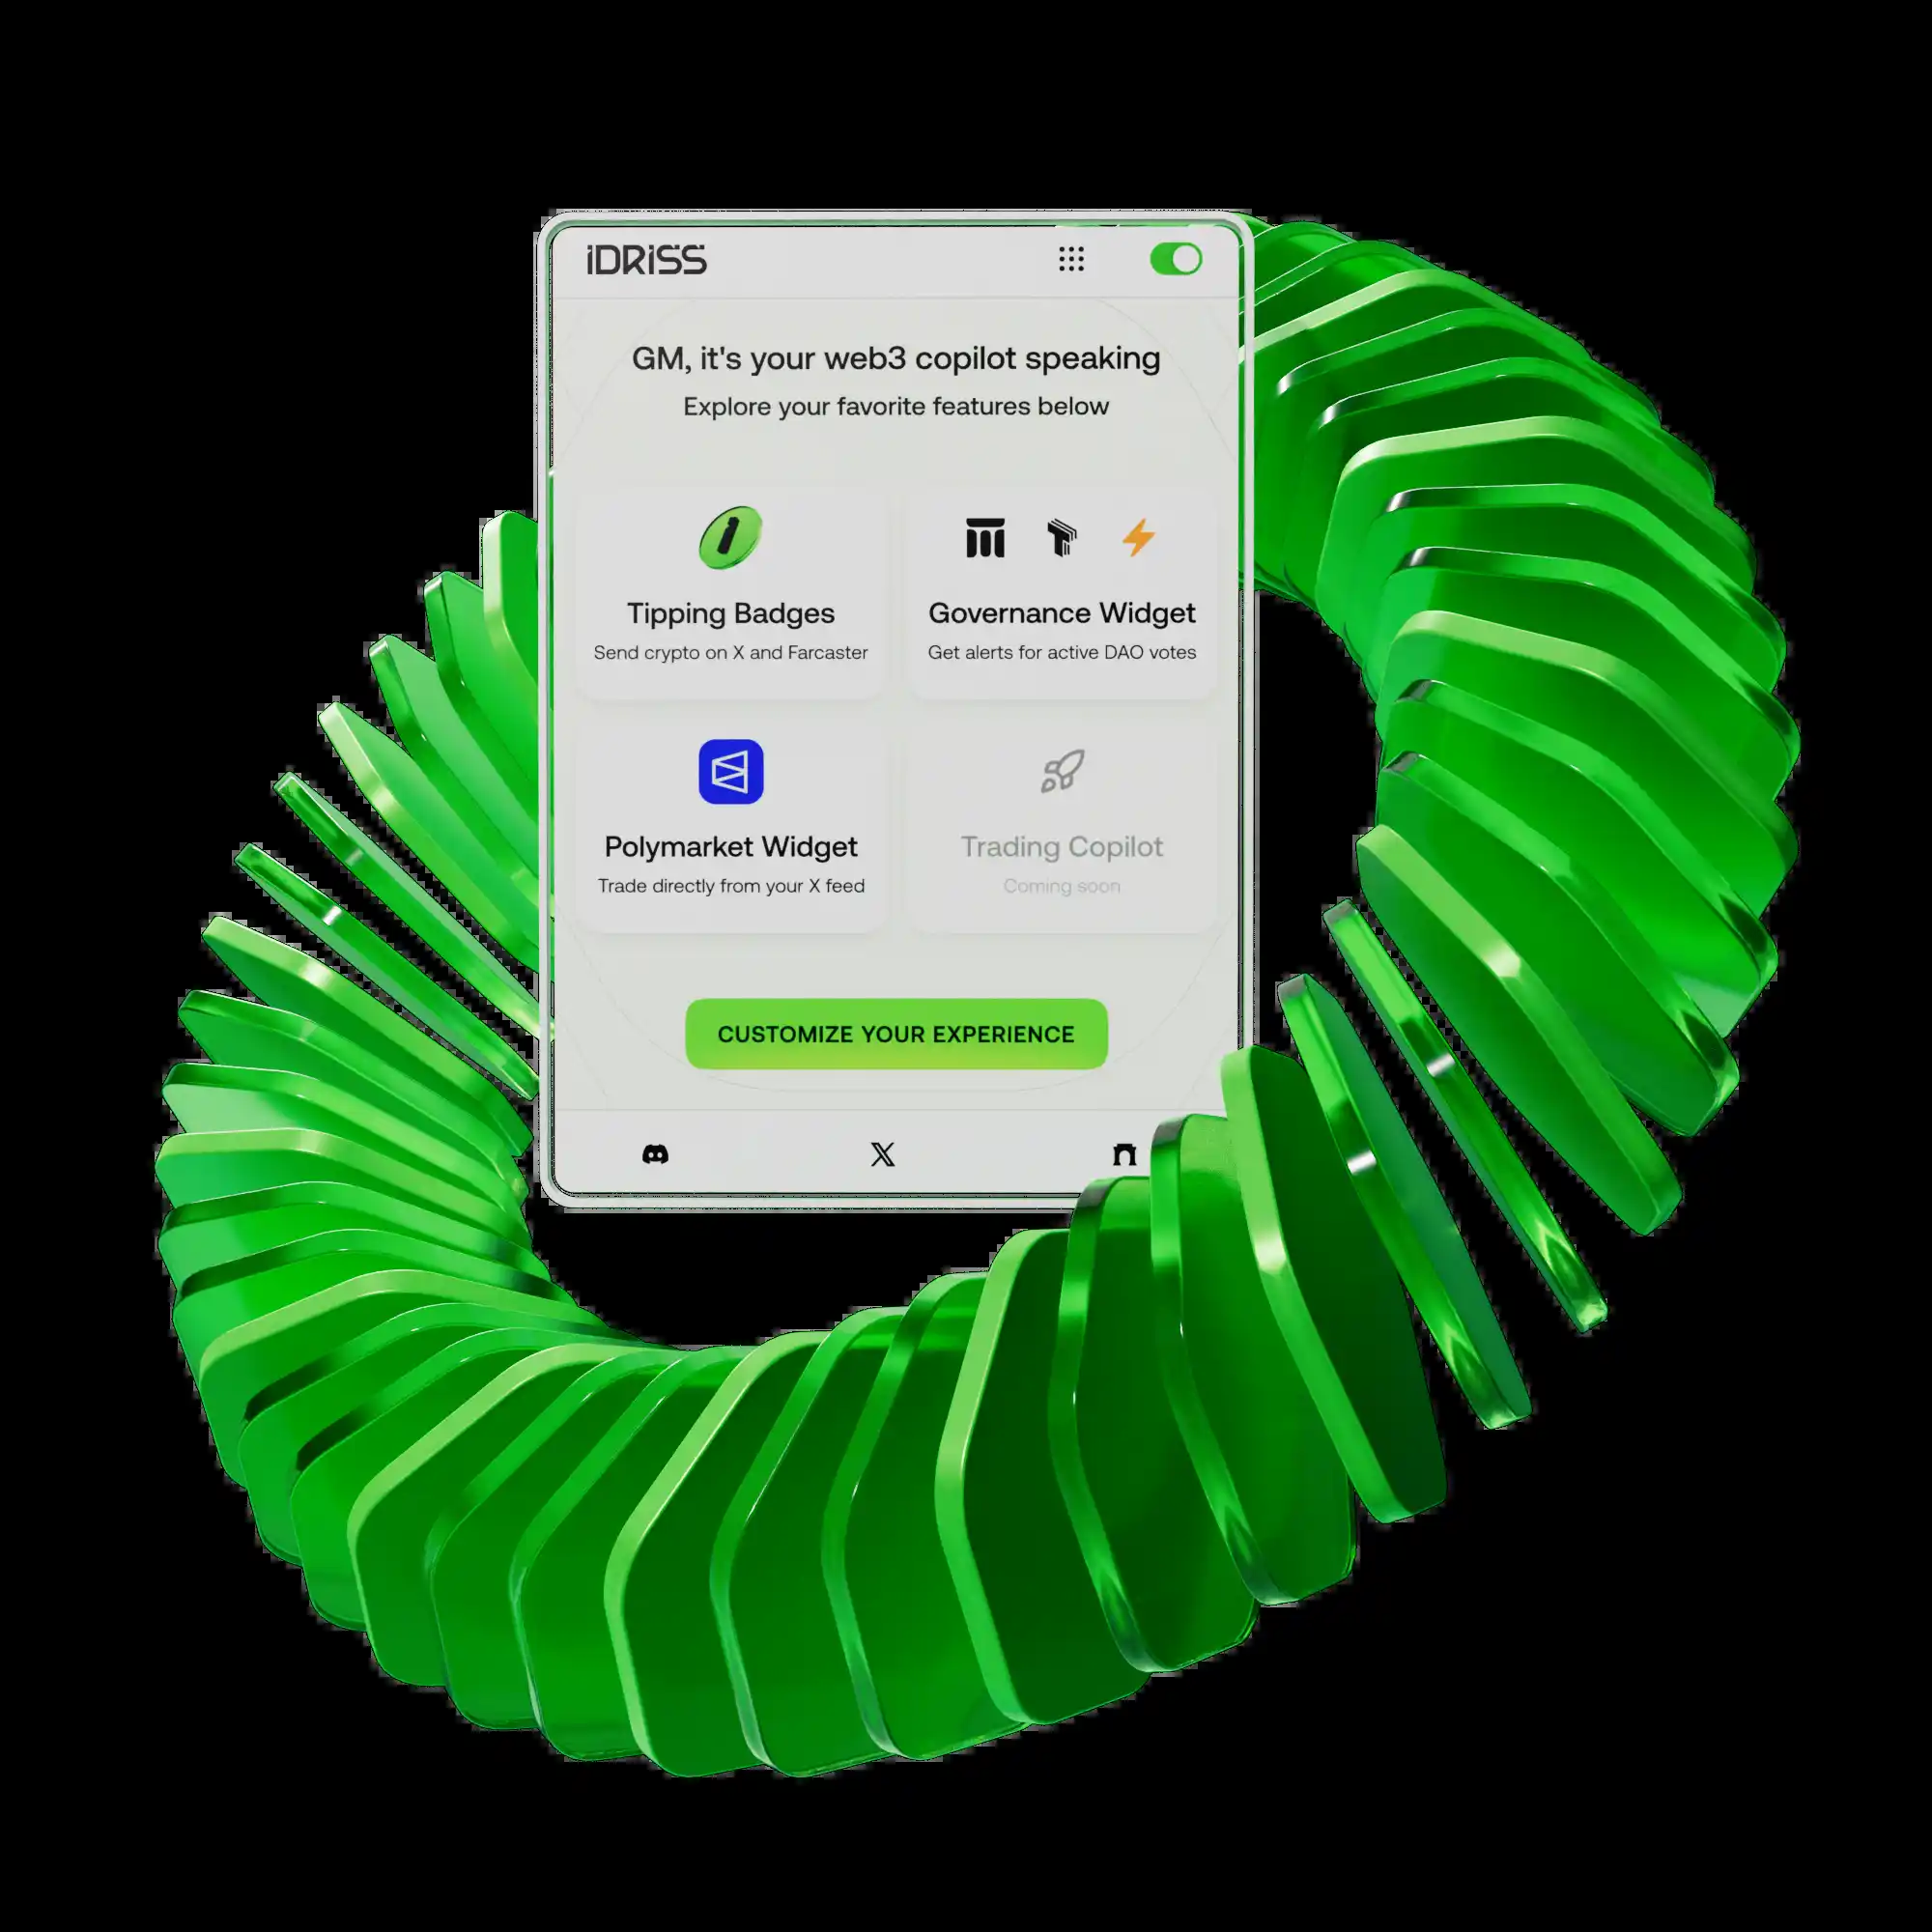 iDRiSS
GM, it's your web3 copilot speaking
Explore your favorite features below
Tipping Badges
Send crypto on X and Farcaster
Governance Widget
Get alerts for active DAO votes
Polymarket Widget
Trade directly from your X feed
Trading Copilot
Coming soon
CUSTOMIZE YOUR EXPERIENCE